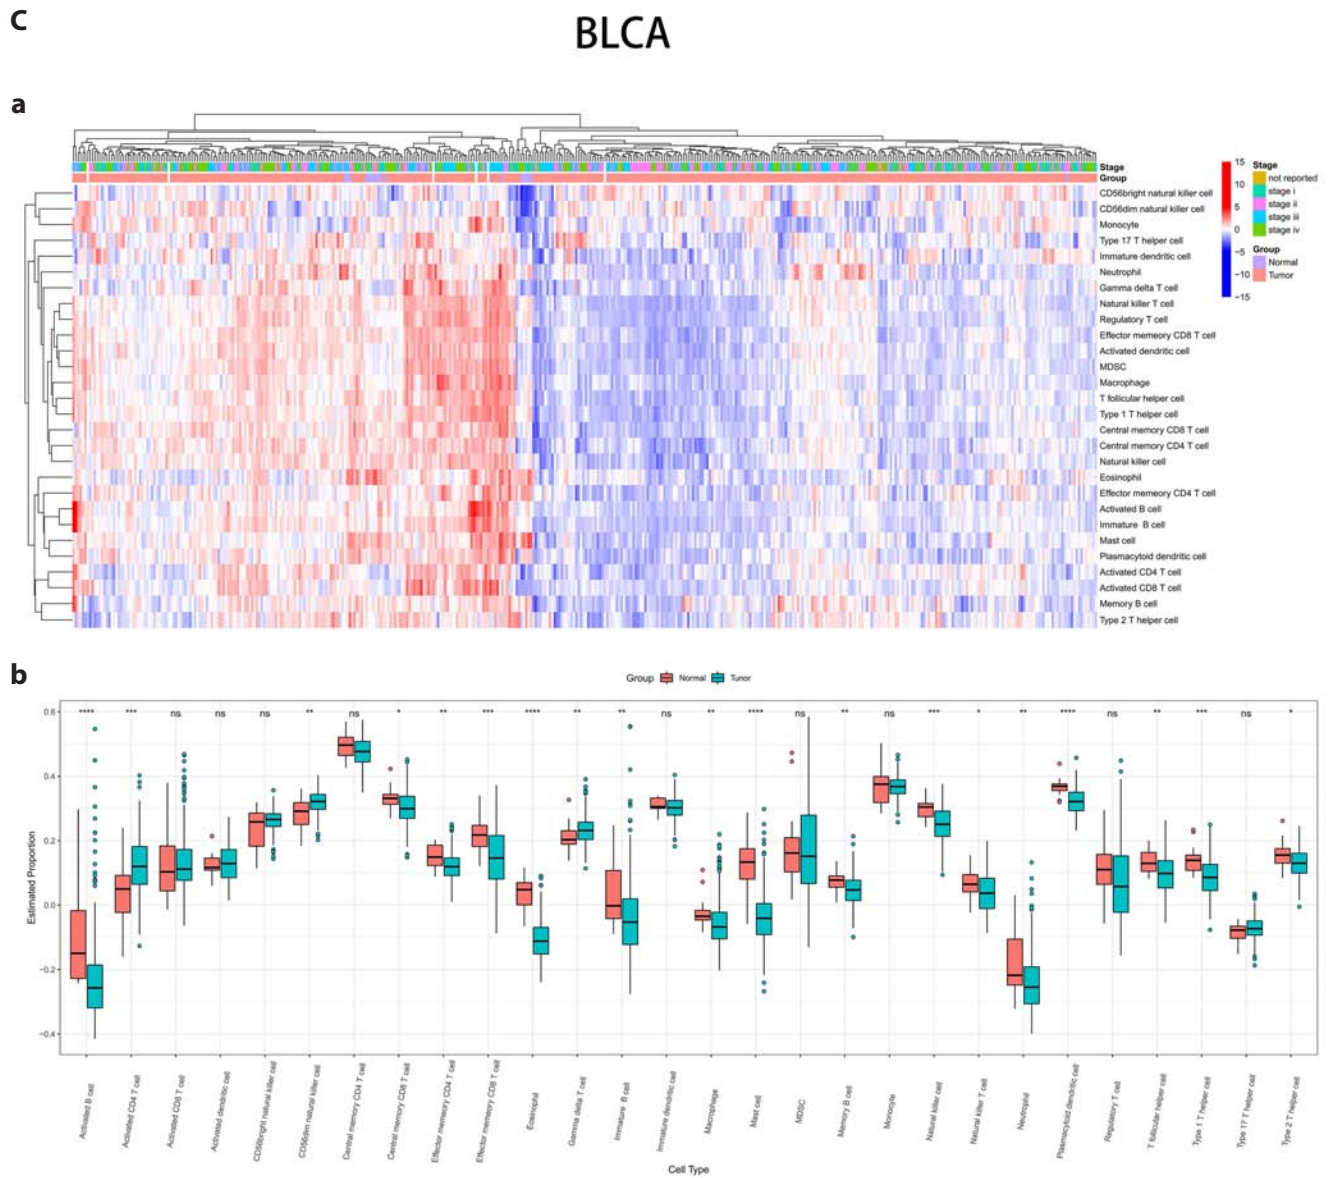 C
BLCA
a
Stage
Group
CD56bright natural killer cell
CD56dim natural killer cell
Monocyte
Type 17 T helper cell
Immature dendritic cell
Neutrophil
Gamma delta T cell
Natural killer T cell
Regulatory T cell
Effector memeory CD8 T cell
Activated dendritic cell
MDSC
Macrophage
T follicular helper cell
Type 1 T helper cell
Central memory CD8 T cell
Central memory CD4 T cell
Natural killer cell
Eosinophil
Effector memeory CD4 T cell
Activated B cell
Immature B cell
Mast cell
Plasmacytoid dendritic cell
Activated CD4 T cell
Activated CD8 T cell
Memory B cell
Type 2 T helper cell
15
10
5
0
−5
−10
−15
Stage
not reported
stage i
stage ii
stage iii
stage iv
Group
Normal
Tumor
b
Group Normal Tunor
**** *** ns ns ns ** ns * ** *** **** ** ** ns ** **** ns ** ns *** * ** **** ns ** *** ns *
Estimated Proportion
0.6
0.4
0.2
0.0
−0.2
−0.4
Activated B cell
Activated CD4 T cell
Activated CD8 T cell
Activated dendritic cell
CD56bright natural killer cell
CD56dim natural killer cell
Central memory CD4 T cell
Central memory CD8 T cell
Effector memeory CD4 T cell
Effector memeory CD8 T cell
Eosinophil
Gamma delta T cell
Immature B cell
Immature dendritic cell
Macrophage
Mast cell
MDSC
Memory B cell
Monocyte
Natural killer cell
Natural killer T cell
Neutrophil
Plasmacytoid dendritic cell
Regulatory T cell
T follicular helper cell
Type 1 T helper cell
Type 17 T helper cell
Type 2 T helper cell
Cell Type